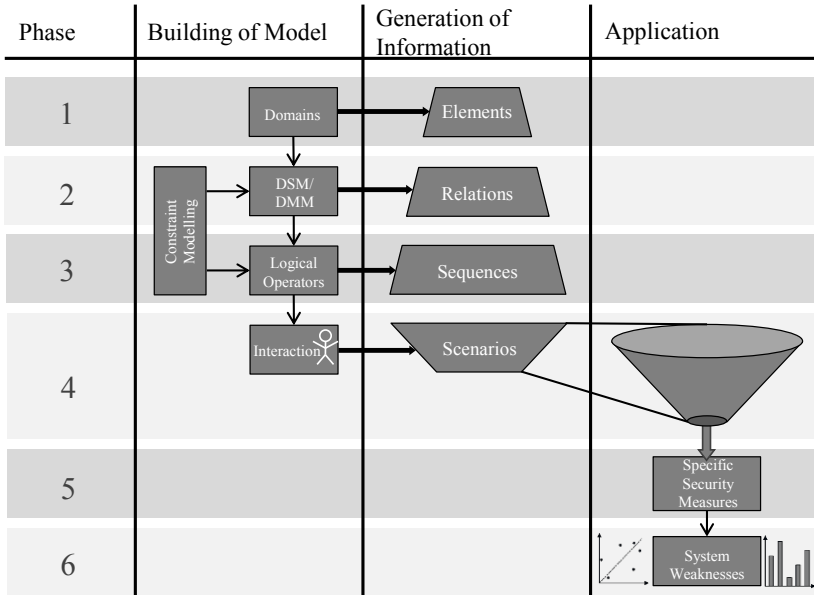 Phase
Building of Model
Generation of
Information
Application
1
Domains
Elements
2
Constraint
Modelling
DSM/
DMM
Relations
3
Logical
Operators
Sequences
4
Interaction
Scenarios
5
Specific
Security
Measures
6
System
Weaknesses